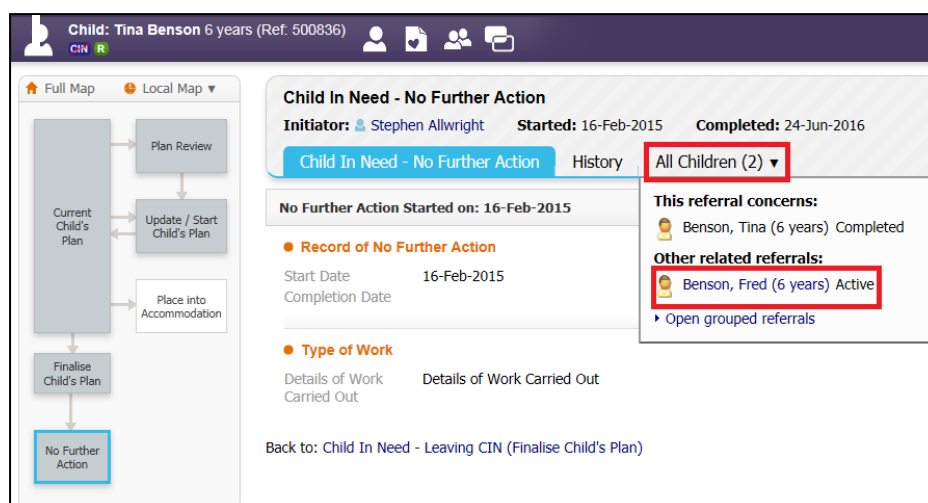 Child: Tina Benson 6 years (Ref: 500836)
CIN R
Full Map Local Map ▼
Plan Review
Current
Child's
Plan
Update / Start
Child's Plan
Place into
Accommodation
Finalise
Child's Plan
No Further
Action
Child In Need - No Further Action
Initiator: Stephen Allwright Started: 16-Feb-2015 Completed: 24-Jun-2016
Child In Need - No Further Action History All Children (2) ▼
No Further Action Started on: 16-Feb-2015
Record of No Further Action
Start Date 16-Feb-2015
Completion Date
Type of Work
Details of Work Details of Work Carried Out
Carried Out
Back to: Child In Need - Leaving CIN (Finalise Child's Plan)
This referral concerns:
Benson, Tina (6 years) Completed
Other related referrals:
Benson, Fred (6 years) Active
Open grouped referrals